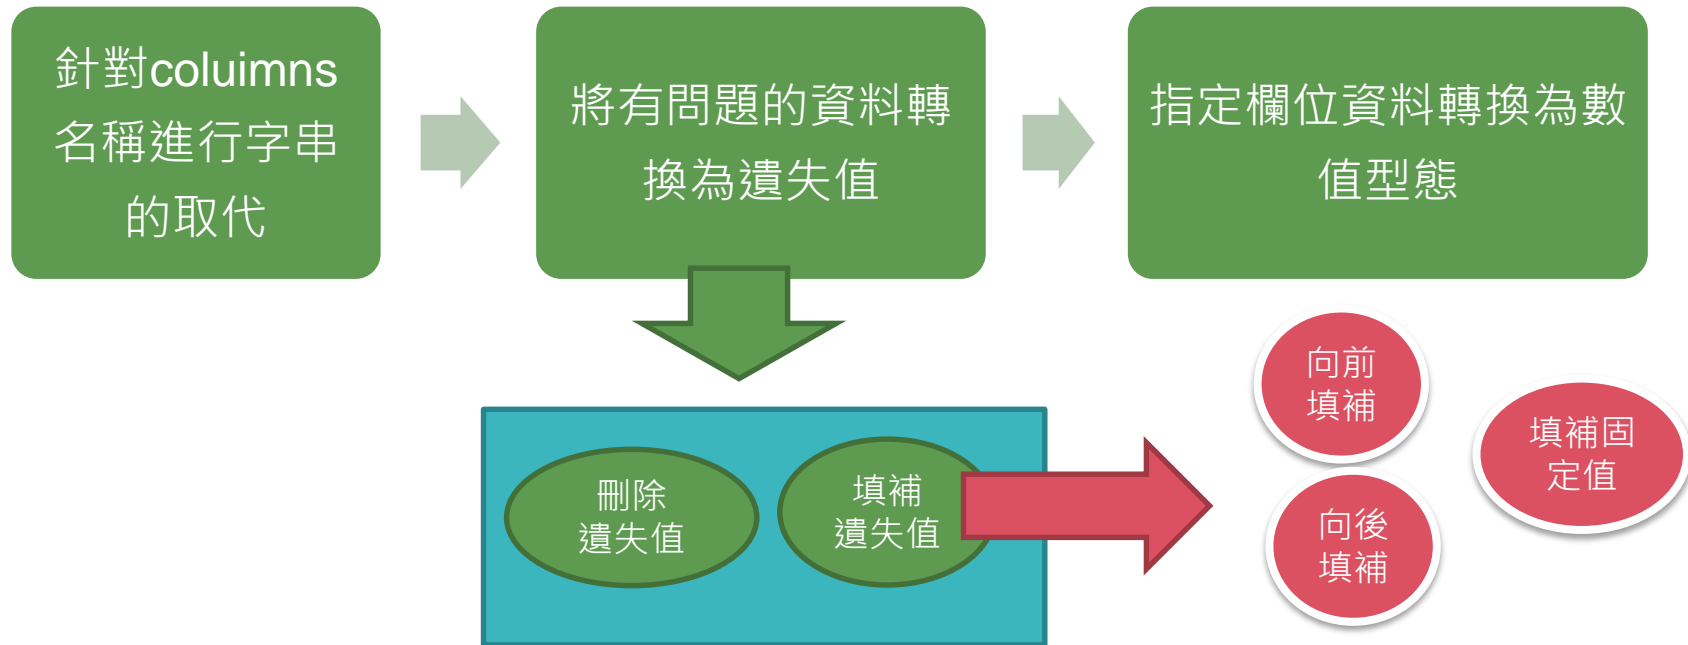 針對coluimns
名稱進行字串
的取代
將有問題的資料轉
換為遺失值
指定欄位資料轉換為數
值型態
刪除
遺失值
填補
遺失值
向前
填補
向後
填補
填補固
定值